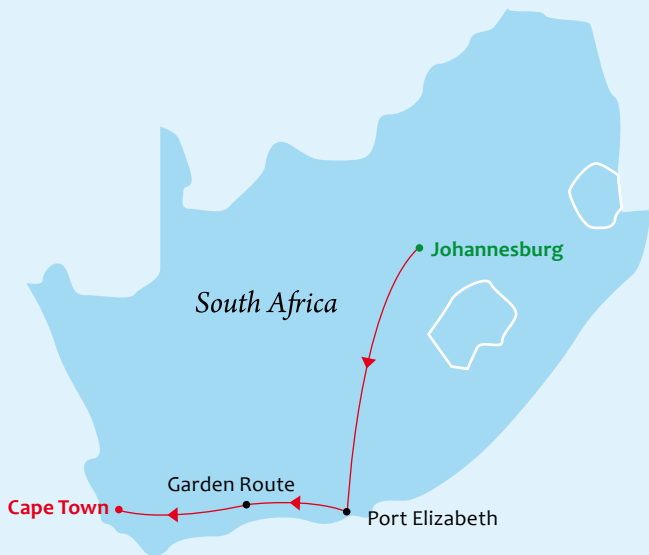 Johannesburg
South Africa
Garden Route
Cape Town
Port Elizabeth